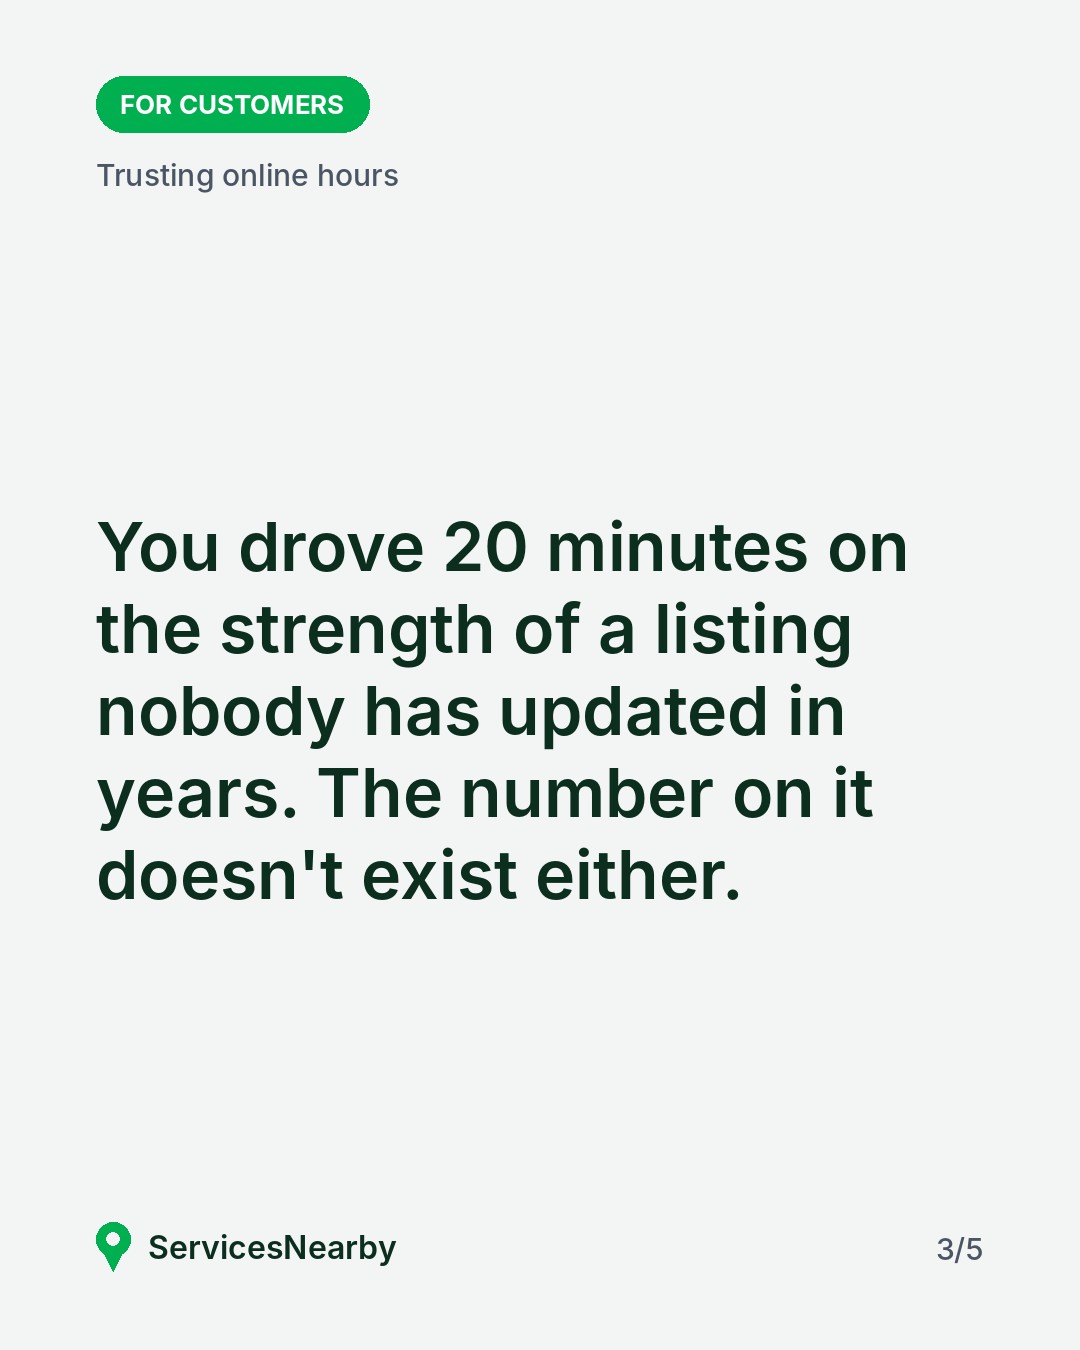 FOR CUSTOMERS
Trusting online hours
You drove 20 minutes on
the strength of a listing
nobody has updated in
years. The number on it
doesn't exist either.
ServicesNearby
3/5